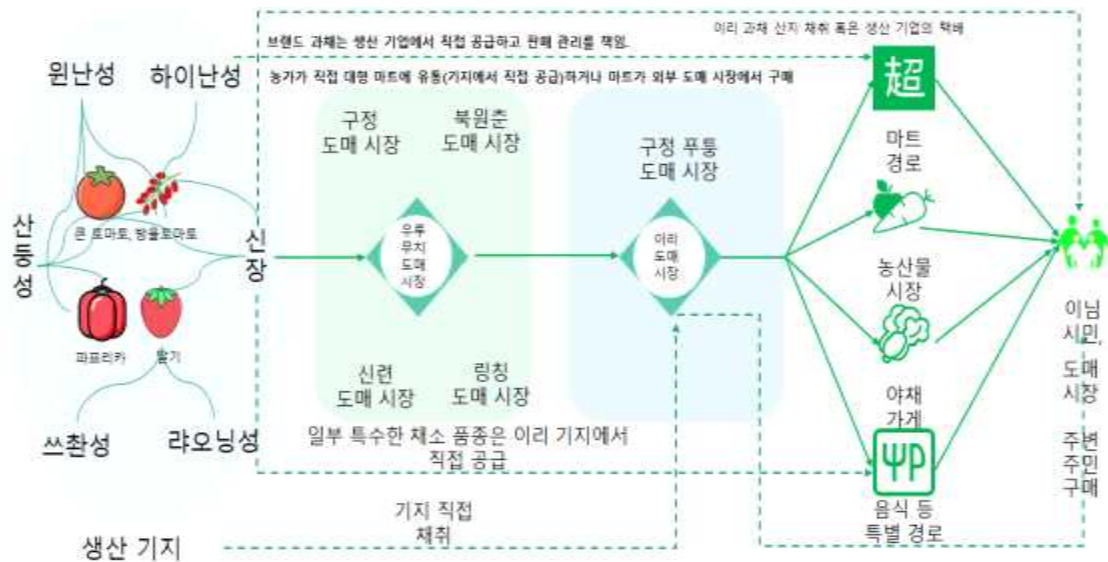 이리 과채 산지 채취 혹은 생산 기업의 택배
브랜드 과채는 생산 기업에서 직접 공급하고 판매 관리를 책임.
농가가 직접 대형 마트에 유통(기지에서 직접 공급)하거나 마트가 외부 도매 시장에서 구매
윈난성
하이난성
산둥성
신장
큰 토마토, 방울토마토
파프리카
딸기
쓰촨성
랴오닝성
생산 기지
구정
도매 시장
북원춘
도매 시장
우루
무치
도매
시장
신련
도매 시장
링칭
도매 시장
구정 푸퉁
도매 시장
이리
도매
시장
일부 특수한 채소 품종은 이리 기지에서
직접 공급
기지 직접
채취
超
마트
경로
농산물
시장
야채
가게
음식 등
특별 경로
이닝
시민,
도매
시장
주변
주민
구매